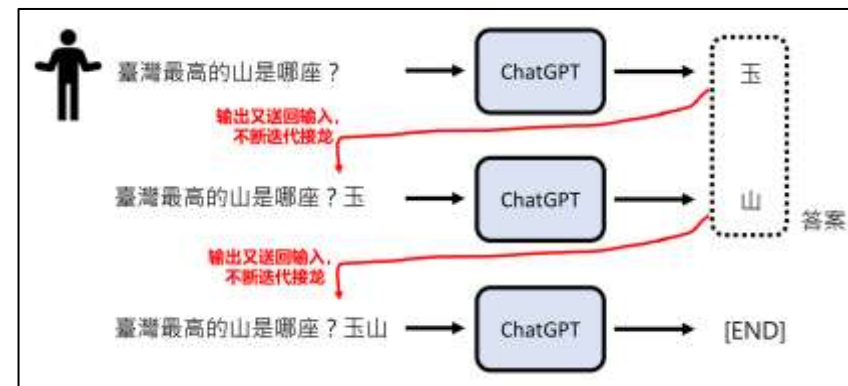 臺灣最高的山是哪座？
ChatGPT
玉
输出又送回输入，
不断迭代接龙
臺灣最高的山是哪座？玉
ChatGPT
山
答案
输出又送回输入，
不断迭代接龙
臺灣最高的山是哪座？玉山
ChatGPT
[END]